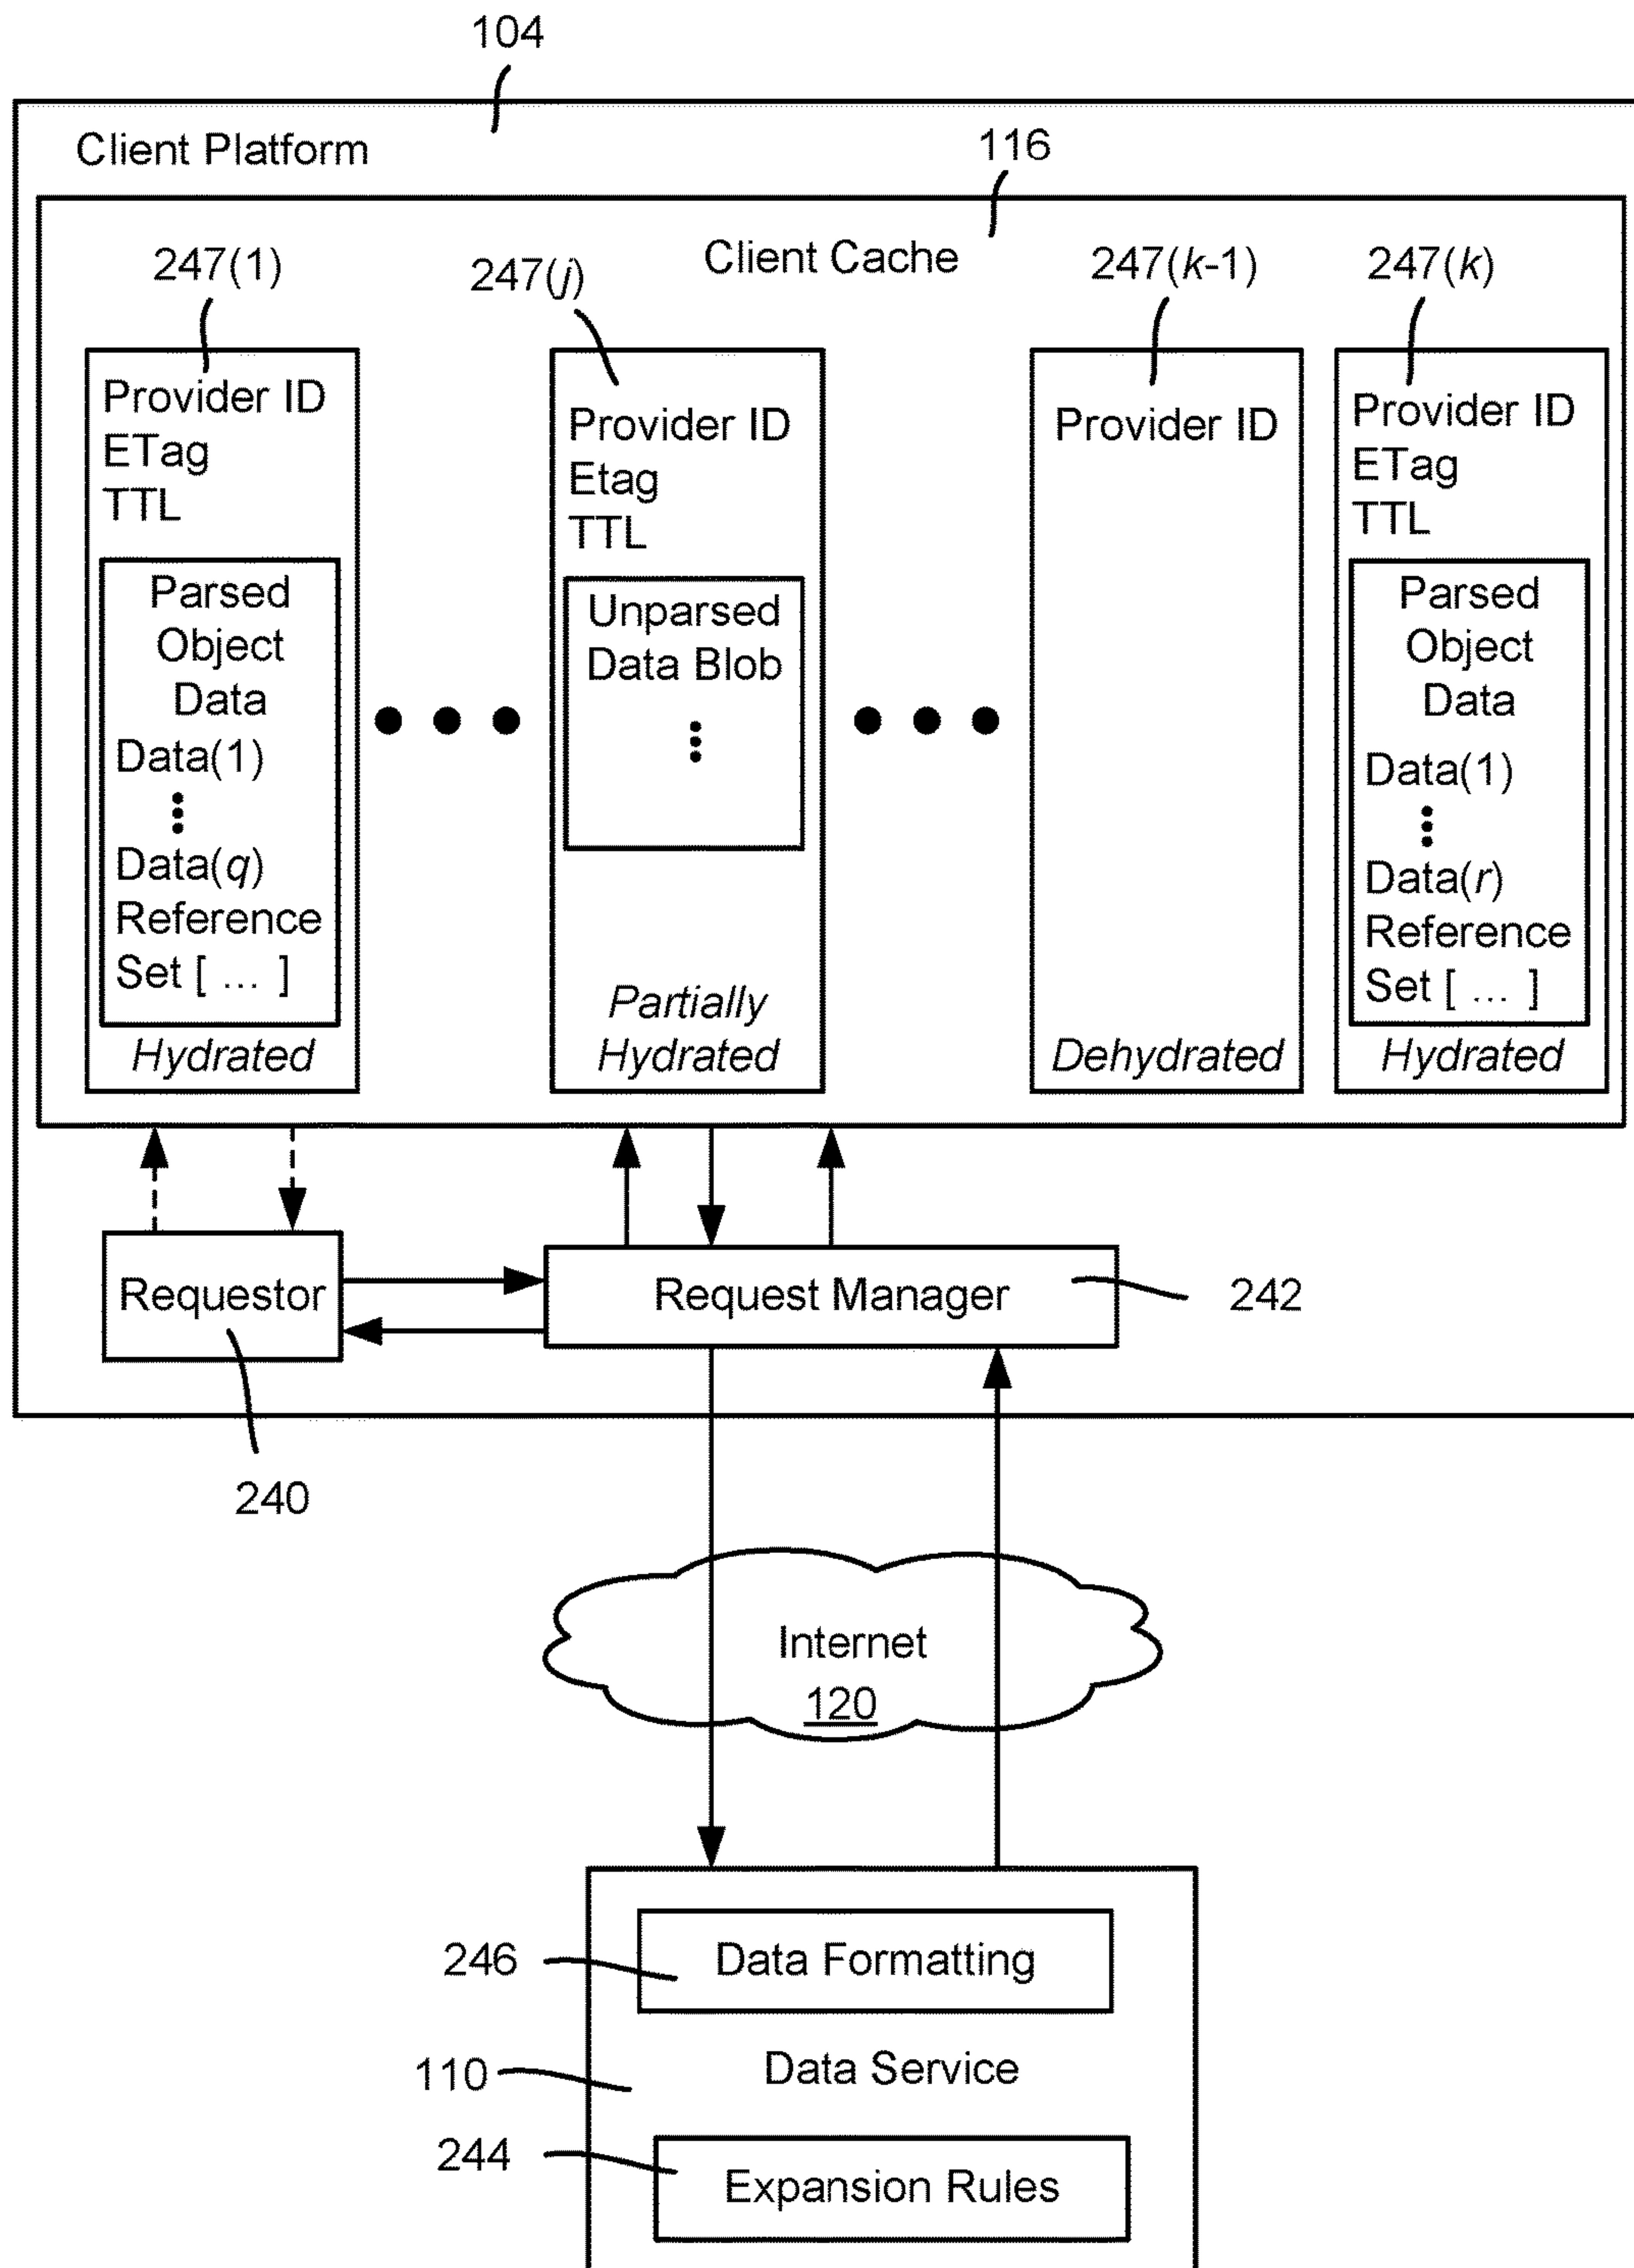 104
Client Platform
116
Client Cache
247(1)
247(j)
247(k-1)
247(k)
Provider ID
ETag
TTL
Parsed
Object
Data
Data(1)
Data(q)
Reference
Set [ ... ]
Hydrated
Provider ID
Etag
TTL
Unparsed
Data Blob
Partially
Hydrated
Provider ID
Dehydrated
Provider ID
ETag
TTL
Parsed
Object
Data
Data(1)
Data(r)
Reference
Set [ ... ]
Hydrated
Requestor
Request Manager
242
240
Internet
120
246
Data Formatting
110
Data Service
244
Expansion Rules